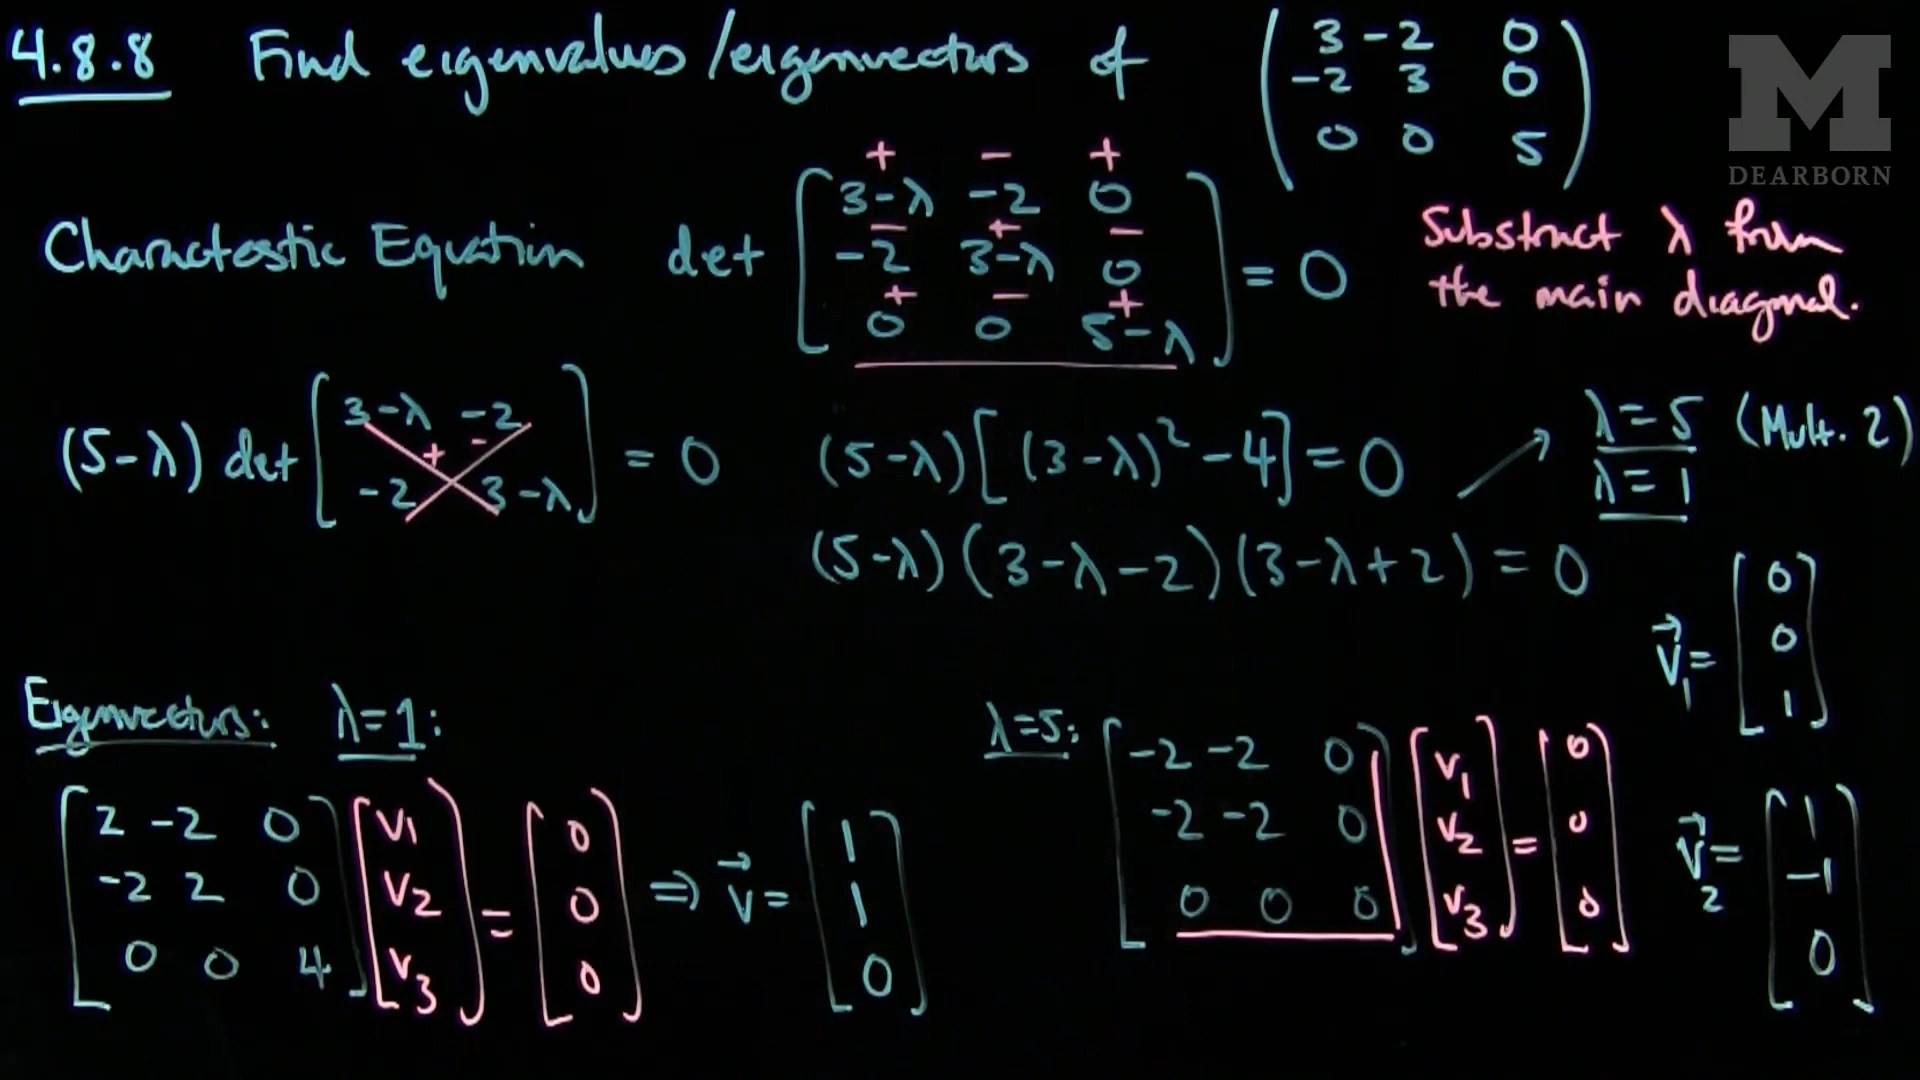 4.8.8 Find eigenvalues/eigenvectors of
3 -2 0
-2 3 0
0 0 5
M
DEARBORN
+ - +
3-λ -2 0
- + -
Charactostic Equation det -2 3-λ 0 = 0
+ - +
0 0 5-λ
Substract λ from
the main diagonal.
(5-λ) det [3-λ -2
+ -
-2 3-λ] = 0
(5-λ)[(3-λ)² -4] = 0
(5-λ)(3-λ-2)(3-λ+2) = 0
λ=5 (Mult. 2)
λ=1
Eigenvectors: λ=1:
2 -2 0 v1 0 1
-2 2 0 v2 = 0 ⇒ v⃗ = 1
0 0 4 v3 0 0
λ=5:
-2 -2 0 v1 0
-2 -2 0 v2 = 0
0 0 0 v3 0
0
v⃗1 = 0
1
1
v⃗2 = -1
0